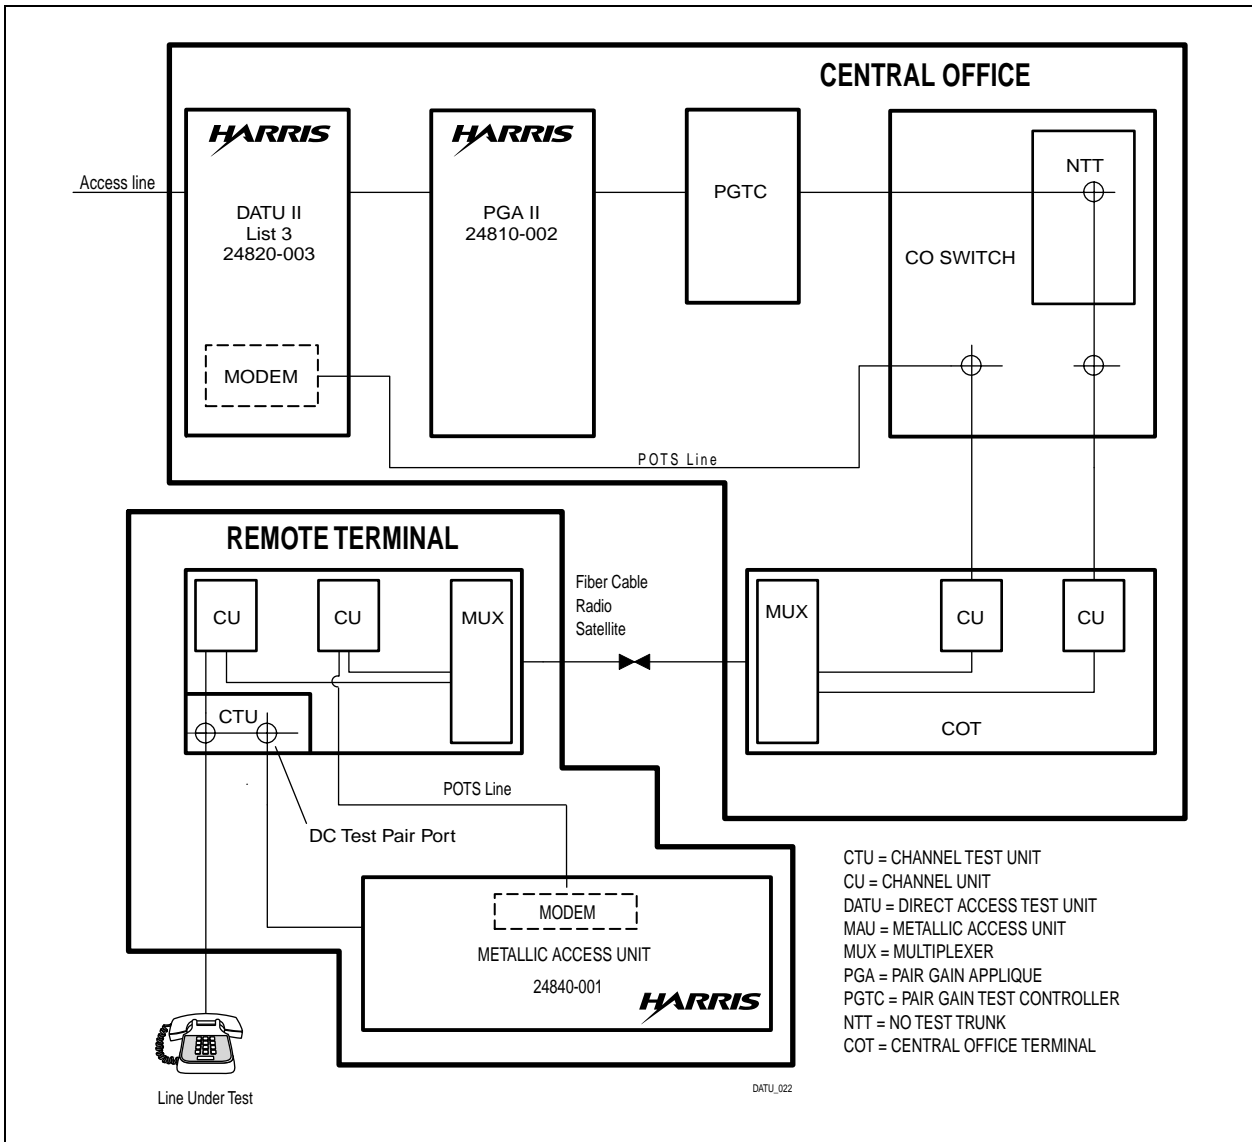 CENTRAL OFFICE
Access line
HARRIS
DATU II
List 3
24820-003
MODEM
HARRIS
PGA II
24810-002
PGTC
NTT
CO SWITCH
POTS Line
REMOTE TERMINAL
CU
CU
MUX
CTU
Fiber Cable
Radio
Satellite
MUX
CU
CU
COT
POTS Line
DC Test Pair Port
MODEM
METALLIC ACCESS UNIT
24840-001
HARRIS
Line Under Test
CTU = CHANNEL TEST UNIT
CU = CHANNEL UNIT
DATU = DIRECT ACCESS TEST UNIT
MAU = METALLIC ACCESS UNIT
MUX = MULTIPLEXER
PGA = PAIR GAIN APPLIQUE
PGTC = PAIR GAIN TEST CONTROLLER
NTT = NO TEST TRUNK
COT = CENTRAL OFFICE TERMINAL
DATU_022